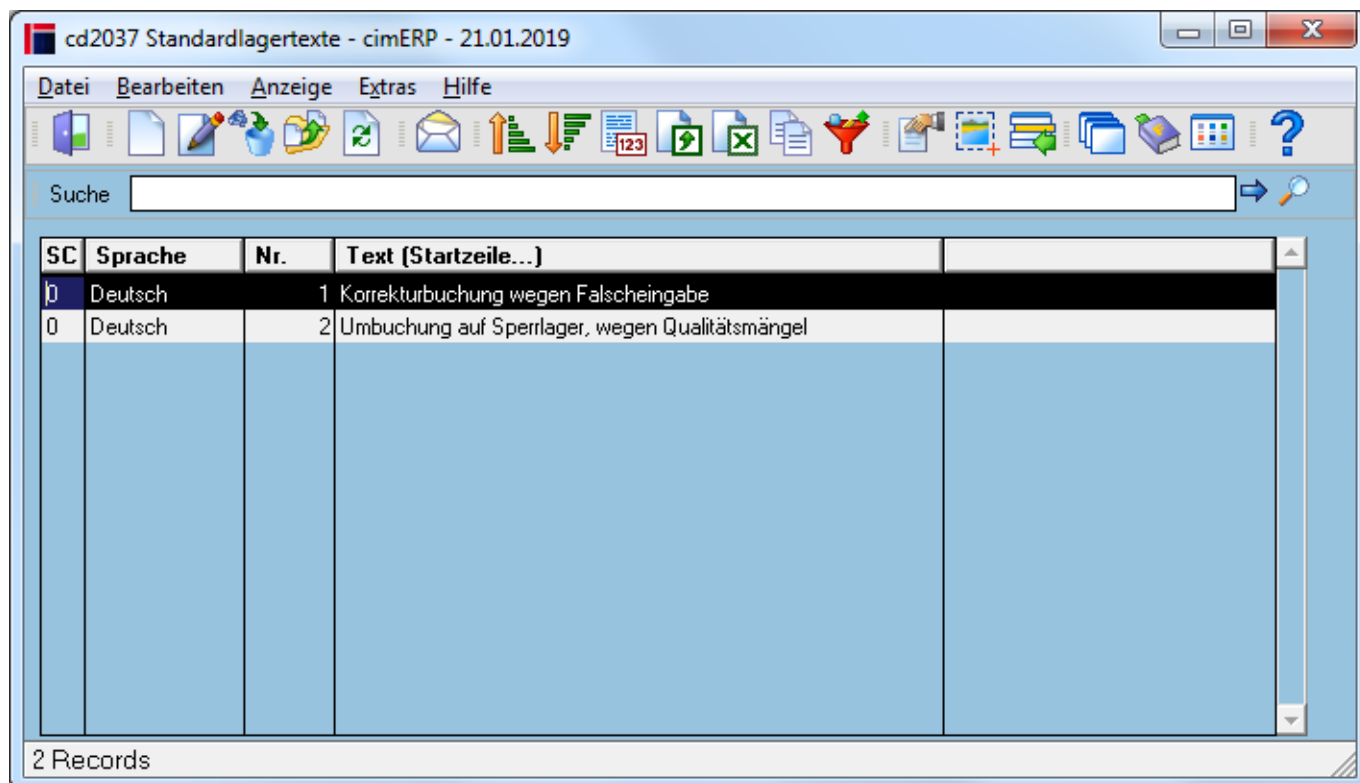 cd2037 Standardlagertexte - cimERP - 21.01.2019
Datei Bearbeiten Anzeige Extras Hilfe
123
Suche
SC Sprache Nr. Text (Startzeile...)
0 Deutsch 1 Korrekturbuchung wegen Falscheingabe
0 Deutsch 2 Umbuchung auf Sperrlager, wegen Qualitätsmängel
2 Records